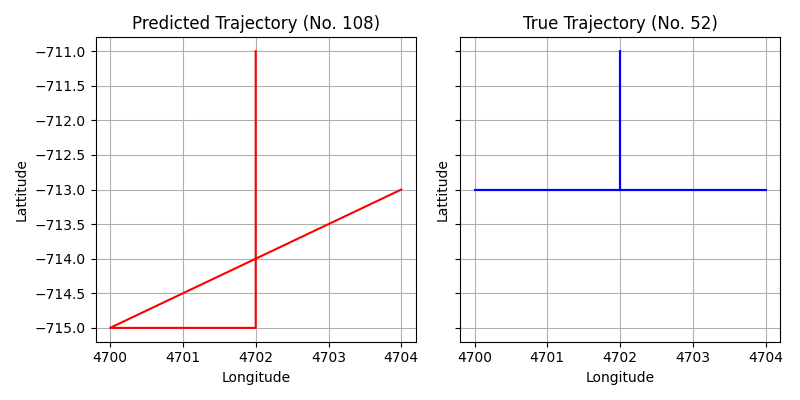 Predicted Trajectory (No. 108)
Lattitude
−711.0
−711.5
−712.0
−712.5
−713.0
−713.5
−714.0
−714.5
−715.0
4700 4701 4702 4703 4704
Longitude
True Trajectory (No. 52)
Lattitude
4700 4701 4702 4703 4704
Longitude